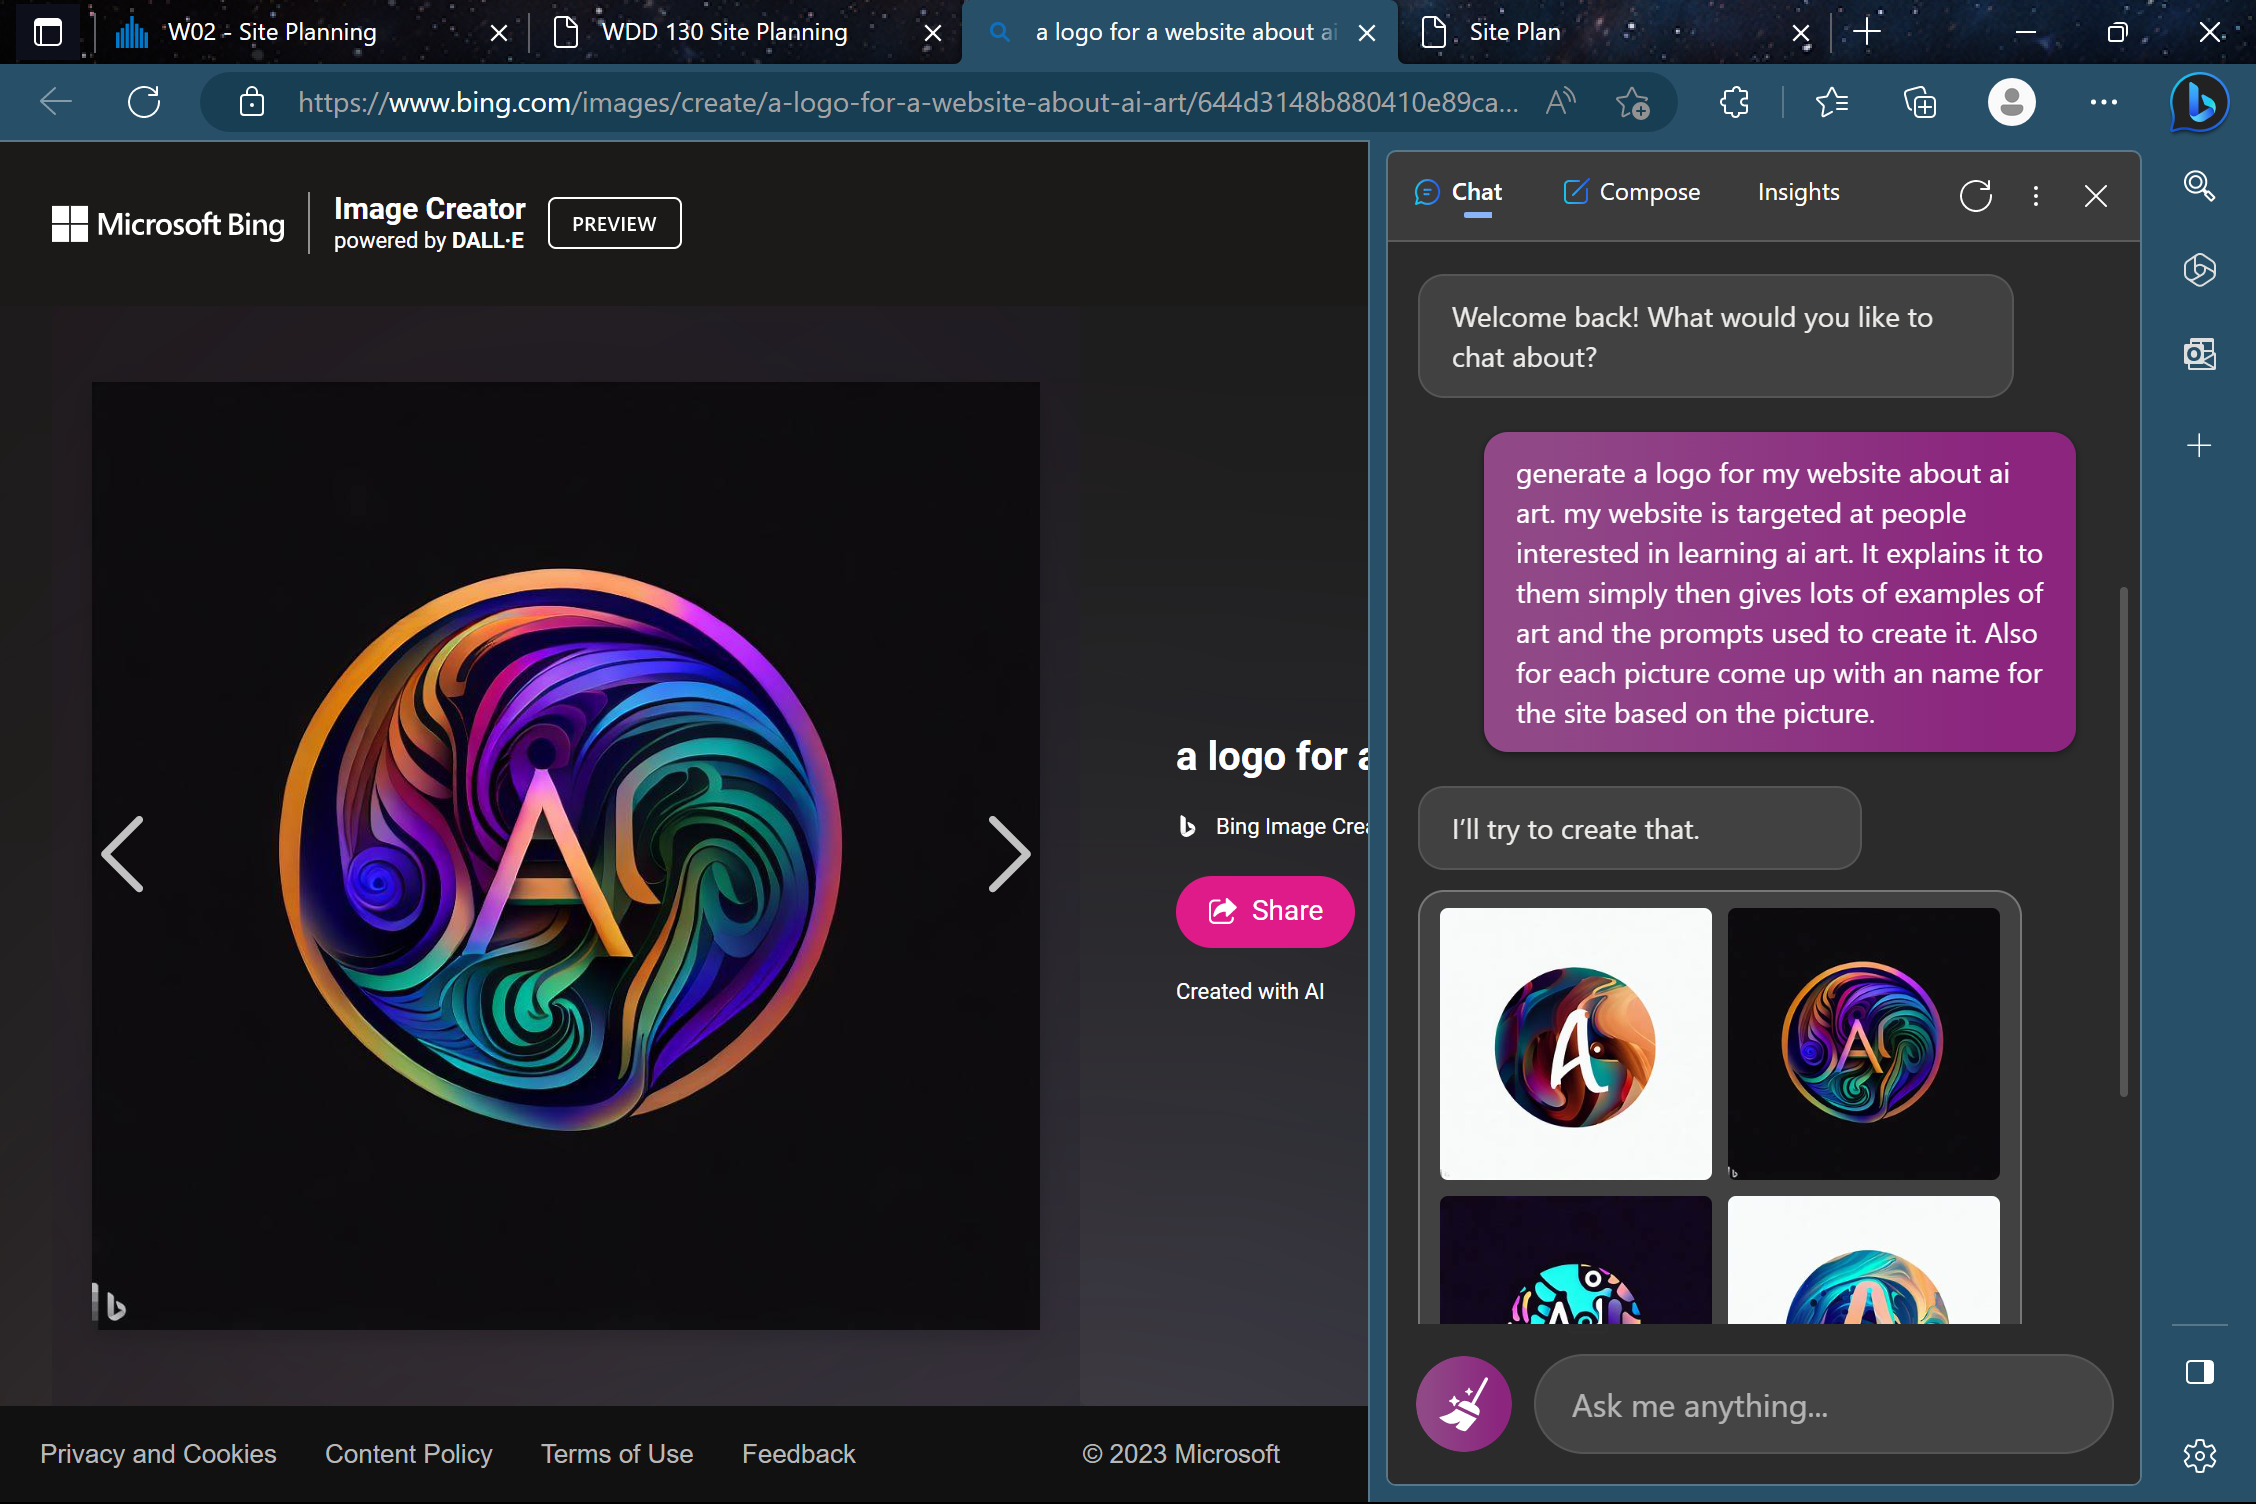 W02 - Site Planning
WDD 130 Site Planning
a logo for a website about ai
Site Plan
https://www.bing.com/images/create/a-logo-for-a-website-about-ai-art/644d3148b880410e89ca...
Microsoft Bing
Image Creator
powered by DALL·E
PREVIEW
A
a logo for a
Bing Image Crea
Share
Created with AI
Privacy and Cookies
Content Policy
Terms of Use
Feedback
© 2023 Microsoft
Chat
Compose
Insights
Welcome back! What would you like to
chat about?
generate a logo for my website about ai
art. my website is targeted at people
interested in learning ai art. It explains it to
them simply then gives lots of examples of
art and the prompts used to create it. Also
for each picture come up with an name for
the site based on the picture.
I'll try to create that.
A
A
A
Ask me anything...